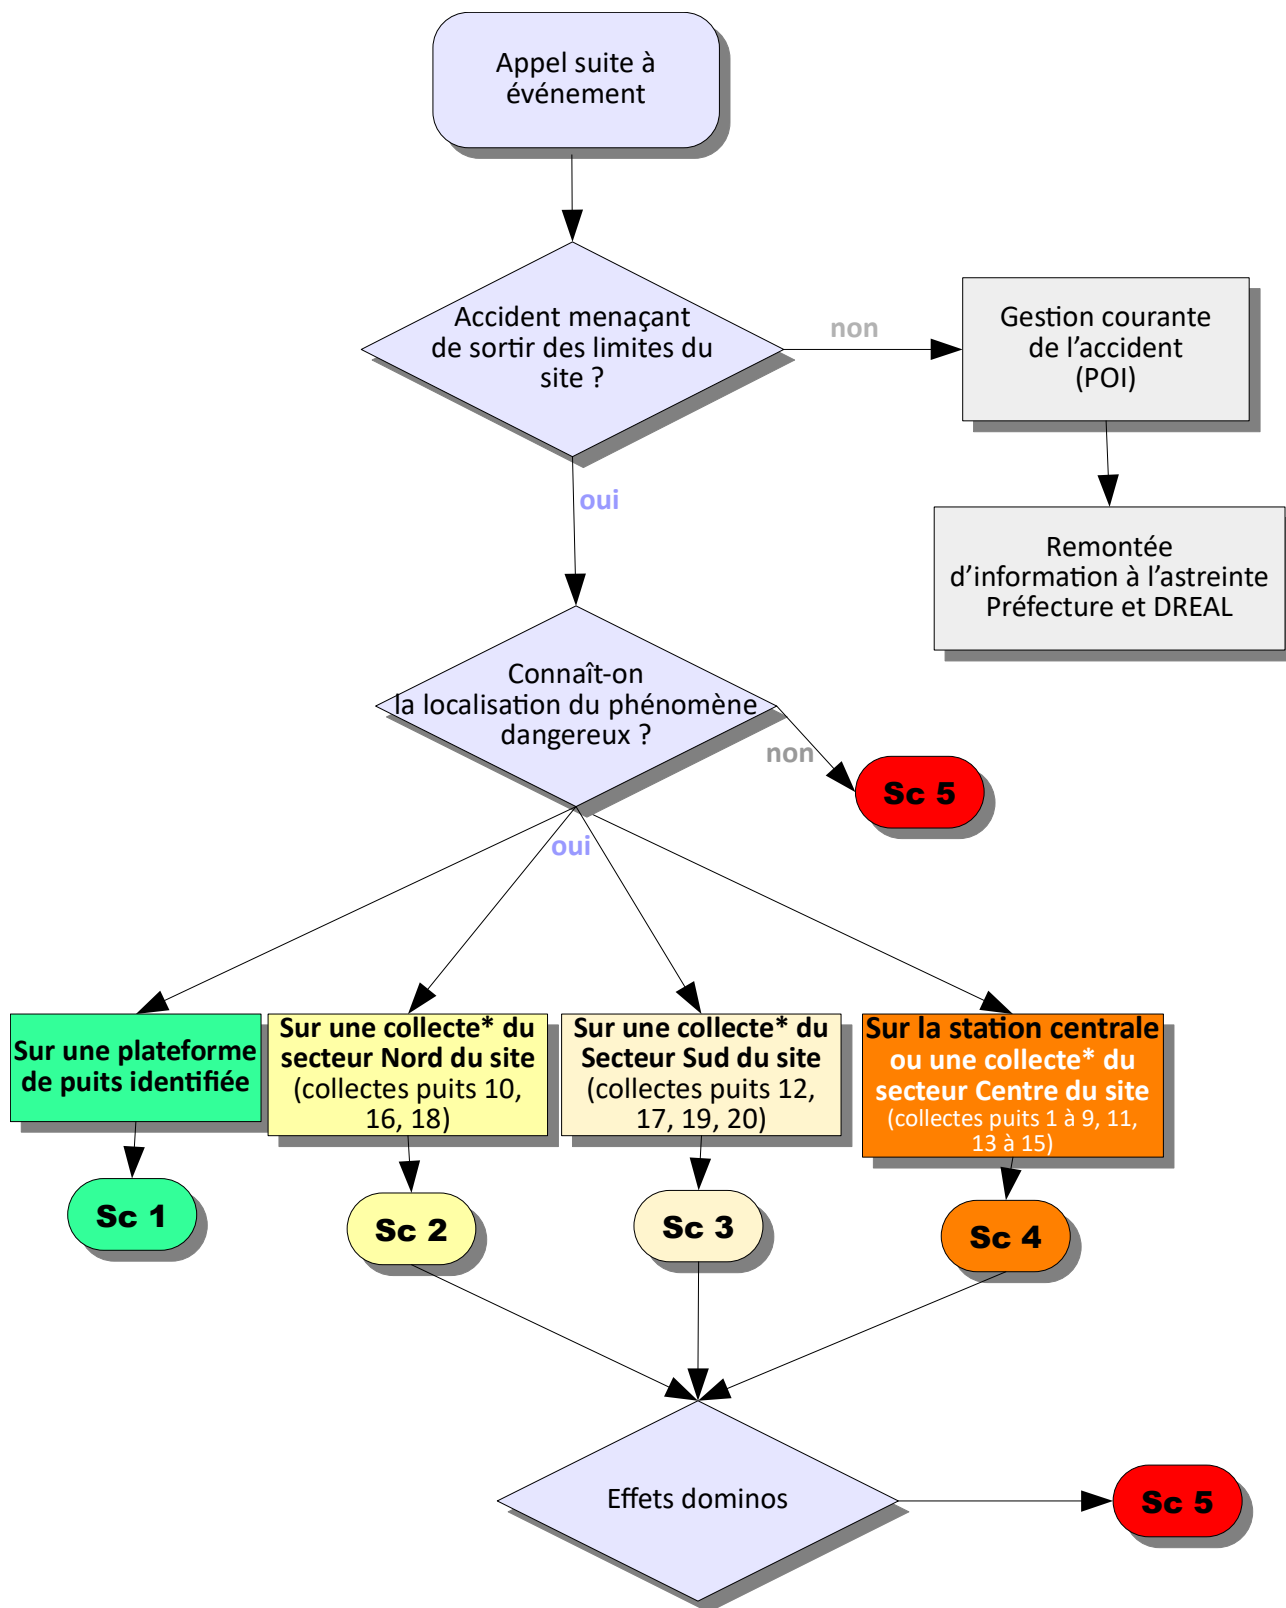 Appel suite à
événement
Accident menaçant
de sortir des limites du
site ?
non
Gestion courante
de l’accident
(POI)
oui
Remontée
d’information à l’astreinte
Préfecture et DREAL
Connaît-on
la localisation du phénomène
dangereux ?
non
Sc 5
oui
Sur une plateforme
de puits identifiée
Sur une collecte* du
secteur Nord du site
(collectes puits 10,
16, 18)
Sur une collecte* du
Secteur Sud du site
(collectes puits 12,
17, 19, 20)
Sur la station centrale
ou une collecte* du
secteur Centre du site
(collectes puits 1 à 9, 11,
13 à 15)
Sc 1
Sc 2
Sc 3
Sc 4
Effets dominos
Sc 5